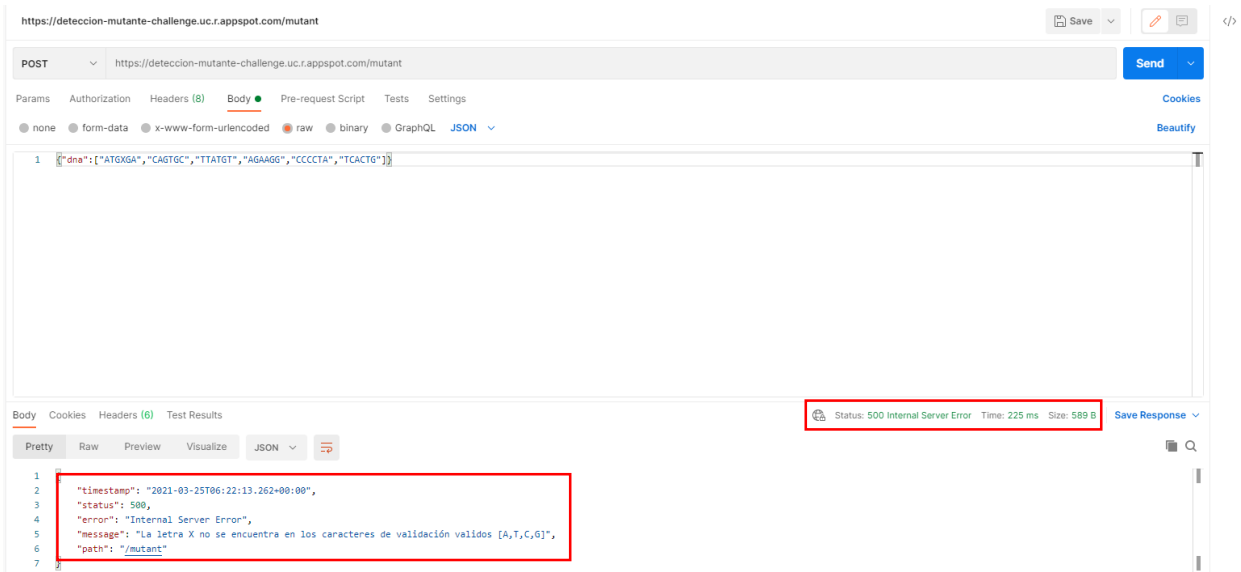 https://deteccion-mutante-challenge.uc.r.appspot.com/mutant
Save
</>
POST https://deteccion-mutante-challenge.uc.r.appspot.com/mutant Send
Params Authorization Headers (8) Body Pre-request Script Tests Settings Cookies
none form-data x-www-form-urlencoded raw binary GraphQL JSON Beautify
1 {"dna":["ATGXGA","CAGTGC","TTATGT","AGAAGG","CCCCTA","TCACTG"]}
Body Cookies Headers (6) Test Results Status: 500 Internal Server Error Time: 225 ms Size: 589 B Save Response
Pretty Raw Preview Visualize JSON
1 {
2 "timestamp": "2021-03-25T06:22:13.262+00:00",
3 "status": 500,
4 "error": "Internal Server Error",
5 "message": "La letra X no se encuentra en los caracteres de validación validos [A,T,C,G]",
6 "path": "/mutant"
7 }